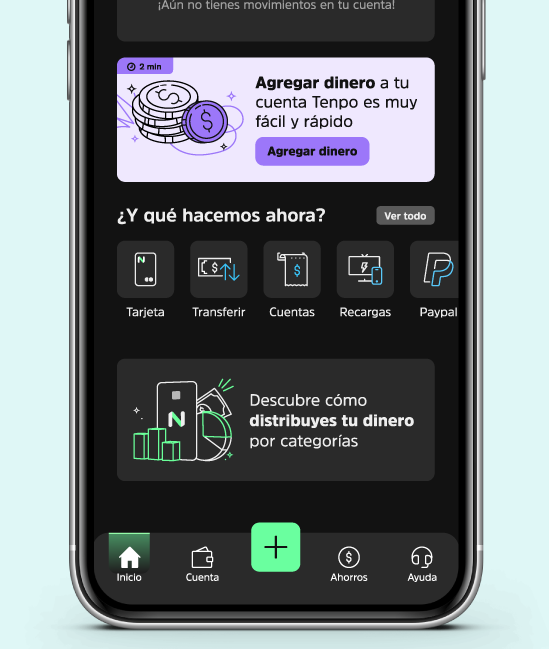 ¡Aún no tienes movimientos en tu cuenta!
2 min
Agregar dinero a tu
cuenta Tenpo es muy
fácil y rápido
Agregar dinero
¿Y qué hacemos ahora?
Ver todo
Tarjeta
Transferir
Cuentas
Recargas
Paypal
Descubre cómo
distribuyes tu dinero
por categorías
Inicio
Cuenta
Ahorros
Ayuda